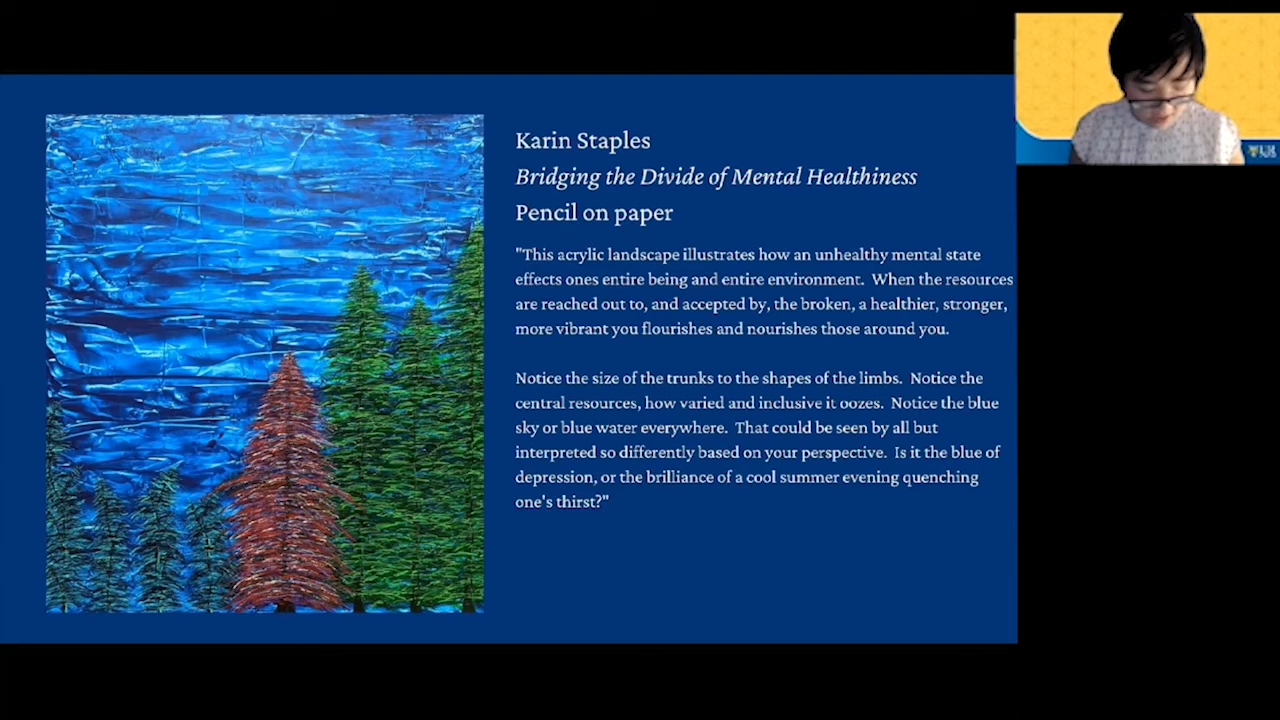 Karin Staples
Bridging the Divide of Mental Healthiness
Pencil on paper
"This acrylic landscape illustrates how an unhealthy mental state
effects ones entire being and entire environment.  When the resources
are reached out to, and accepted by, the broken, a healthier, stronger,
more vibrant you flourishes and nourishes those around you.
Notice the size of the trunks to the shapes of the limbs.  Notice the
central resources, how varied and inclusive it oozes.  Notice the blue
sky or blue water everywhere.  That could be seen by all but
interpreted so differently based on your perspective.  Is it the blue of
depression, or the brilliance of a cool summer evening quenching
one's thirst?"